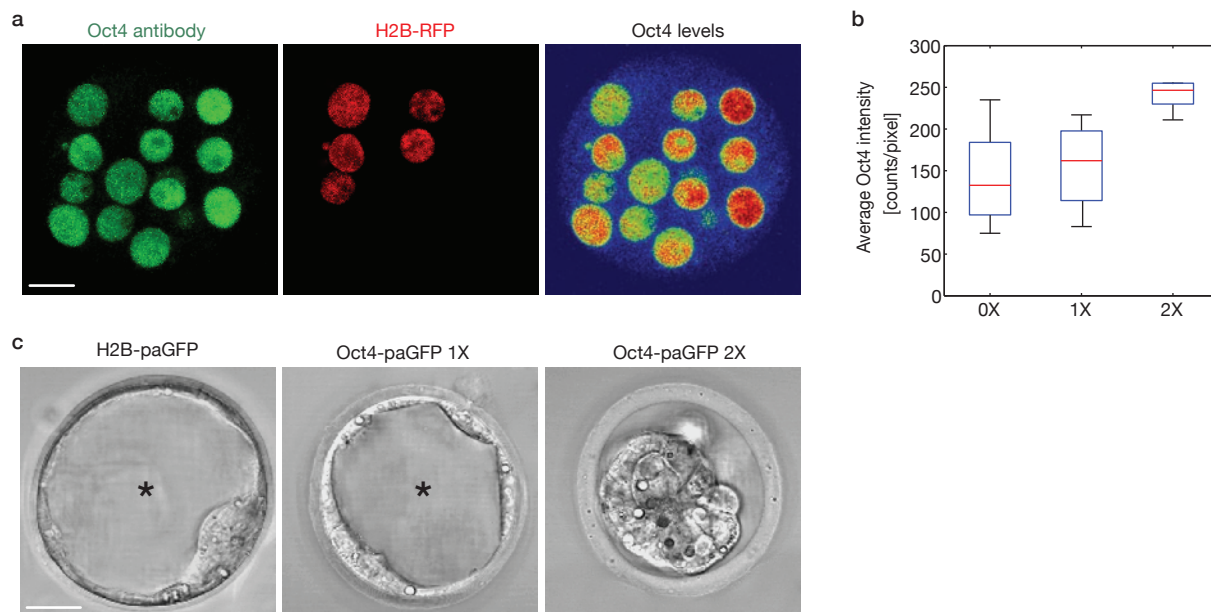 a
Oct4 antibody
H2B-RFP
Oct4 levels
b
Average Oct4 intensity
[counts/pixel]
300
250
200
150
100
50
0
0X
1X
2X
c
H2B-paGFP
Oct4-paGFP 1X
Oct4-paGFP 2X
*
*